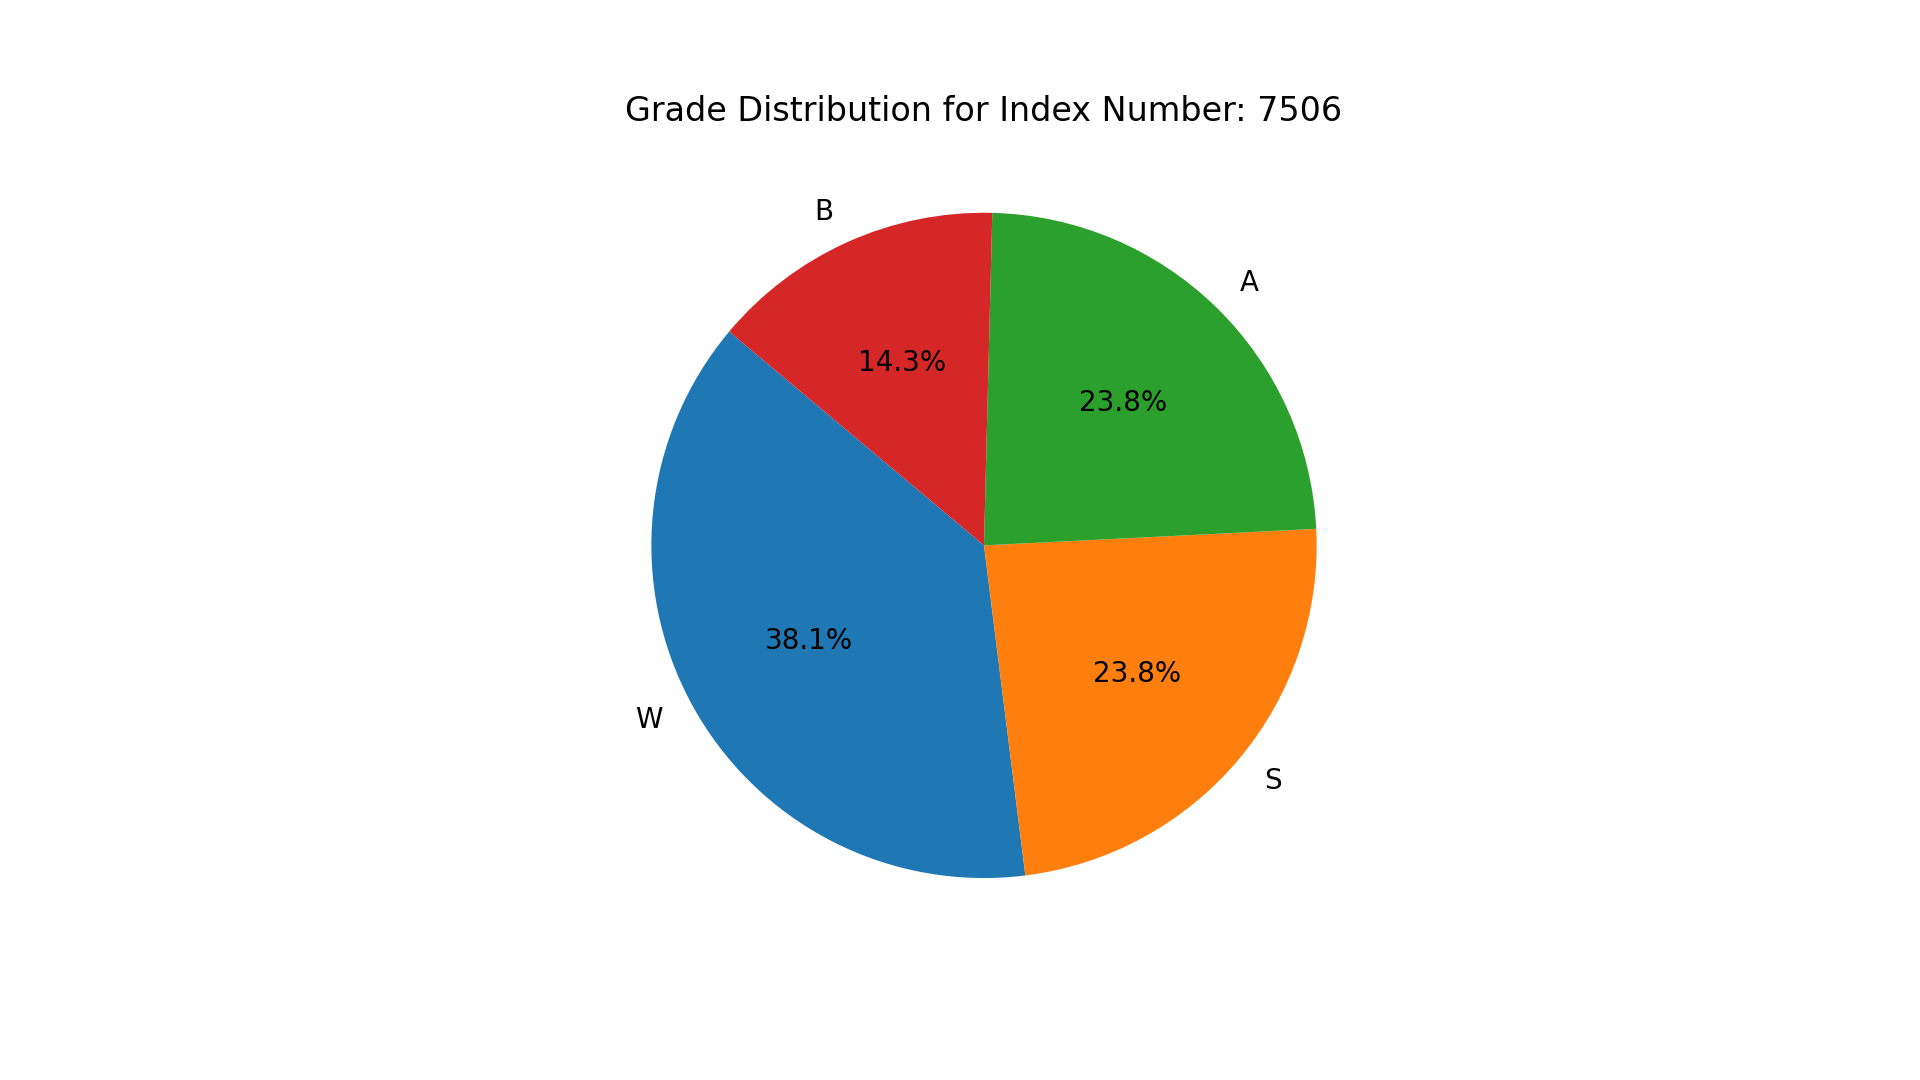 Grade Distribution for Index Number: 7506
B
A
14.3%
23.8%
38.1%
23.8%
W
S